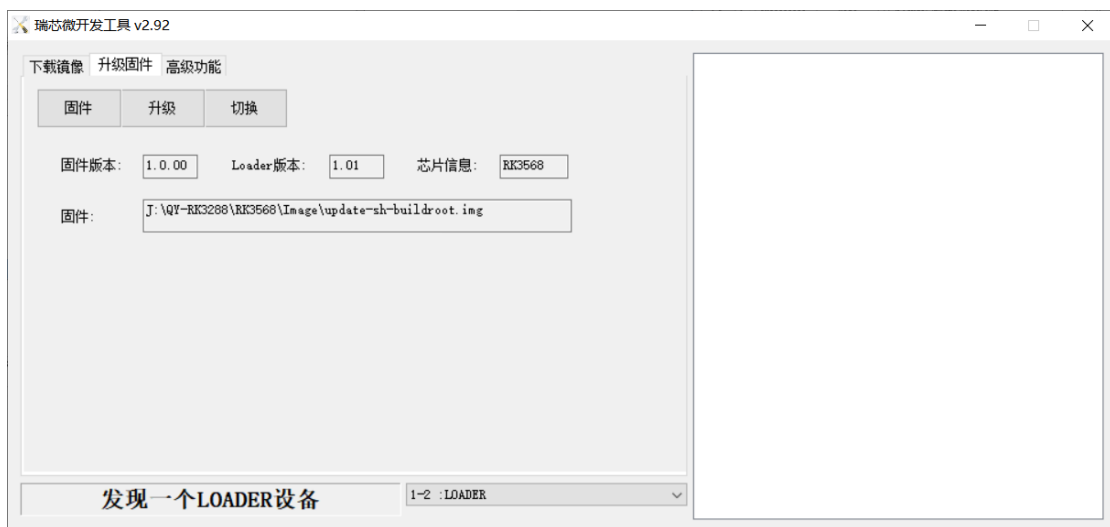 瑞芯微开发工具 v2.92
下载镜像 升级固件 高级功能
固件 升级 切换
固件版本: 1.0.00 Loader版本: 1.01 芯片信息: RK3568
固件: J:\QY-RK3288\RK3568\Image\update-sh-buildroot.img
发现一个LOADER设备 1-2 :LOADER